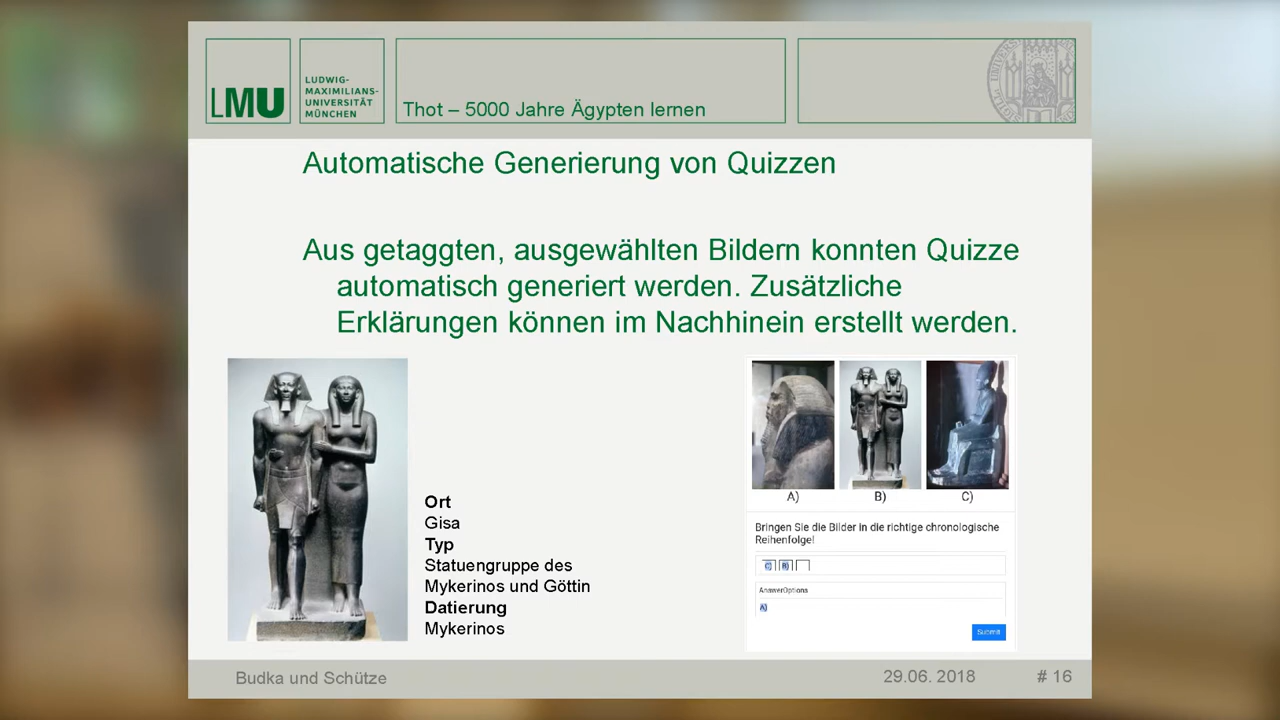 LMU
LUDWIG-
MAXIMILIANS-
UNIVERSITÄT
MÜNCHEN
Thot – 5000 Jahre Ägypten lernen
Automatische Generierung von Quizzen
Aus getaggten, ausgewählten Bildern konnten Quizze
automatisch generiert werden. Zusätzliche
Erklärungen können im Nachhinein erstellt werden.
Ort
Gisa
Typ
Statuengruppe des
Mykerinos und Göttin
Datierung
Mykerinos
A) B) C)
Bringen Sie die Bilder in die richtige chronologische
Reihenfolge!
C) B)
AnswerOptions
A)
Submit
Budka und Schütze 29.06. 2018 # 16